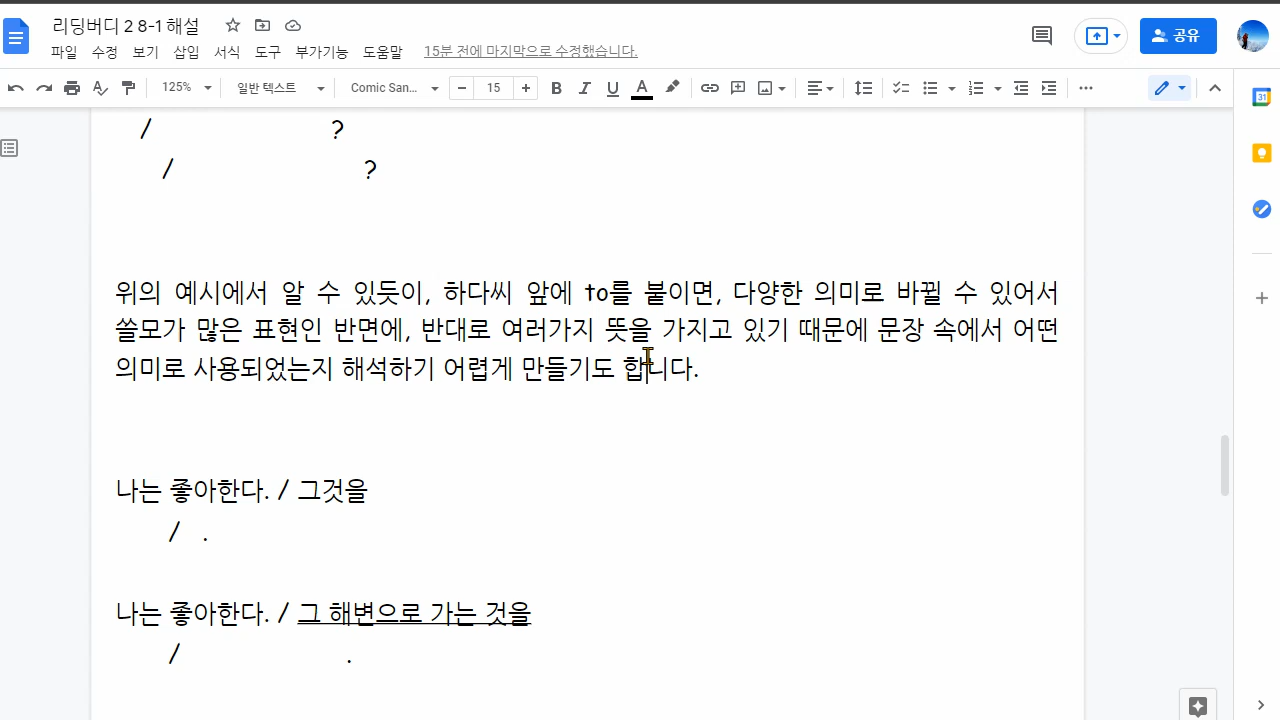 리딩버디 2 8-1 해설
파일 수정 보기 삽입 서식 도구 부가기능 도움말 15분 전에 마지막으로 수정했습니다.
공유
125% 일반 텍스트 Comic San... 15 B I U A
31
/ ?
/ ?
위의 예시에서 알 수 있듯이, 하다씨 앞에 to를 붙이면, 다양한 의미로 바뀔 수 있어서
쓸모가 많은 표현인 반면에, 반대로 여러가지 뜻을 가지고 있기 때문에 문장 속에서 어떤
의미로 사용되었는지 해석하기 어렵게 만들기도 합니다.
나는 좋아한다. / 그것을
/ .
나는 좋아한다. / 그 해변으로 가는 것을
/ .